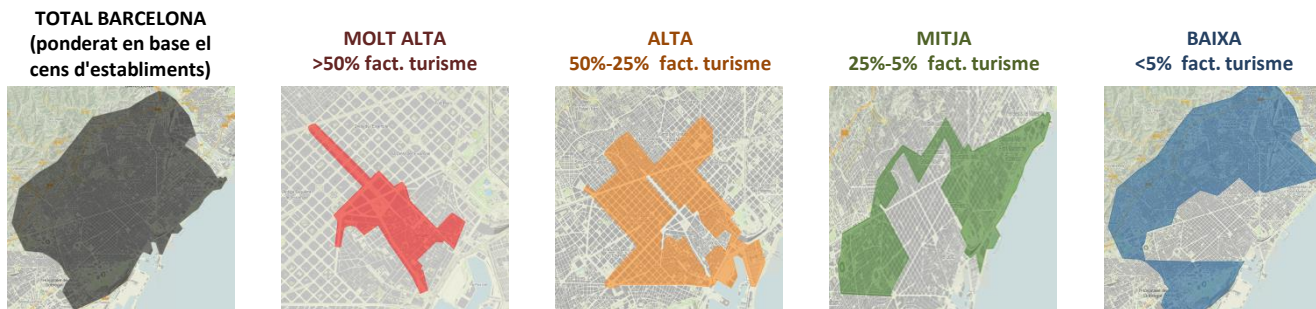 TOTAL BARCELONA
(ponderat en base el
cens d'establiments)
MOLT ALTA
>50% fact. turisme
ALTA
50%-25% fact. turisme
MITJA
25%-5% fact. turisme
BAIXA
<5% fact. turisme